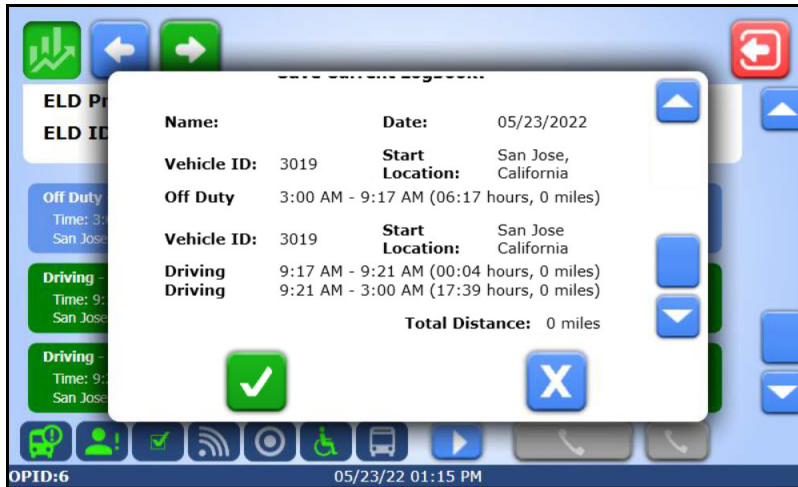 Save Current Logbook?
ELD Pr
ELD ID
Name: Date: 05/23/2022
Vehicle ID: 3019 Start Location: San Jose, California
Off Duty 3:00 AM - 9:17 AM (06:17 hours, 0 miles)
Vehicle ID: 3019 Start Location: San Jose California
Driving 9:17 AM - 9:21 AM (00:04 hours, 0 miles)
Driving 9:21 AM - 3:00 AM (17:39 hours, 0 miles)
Total Distance: 0 miles
X
Off Duty
Time: 3:
San Jose
Driving -
Time: 9:
San Jose
Driving -
Time: 9:
San Jose
OPID:6 05/23/22 01:15 PM